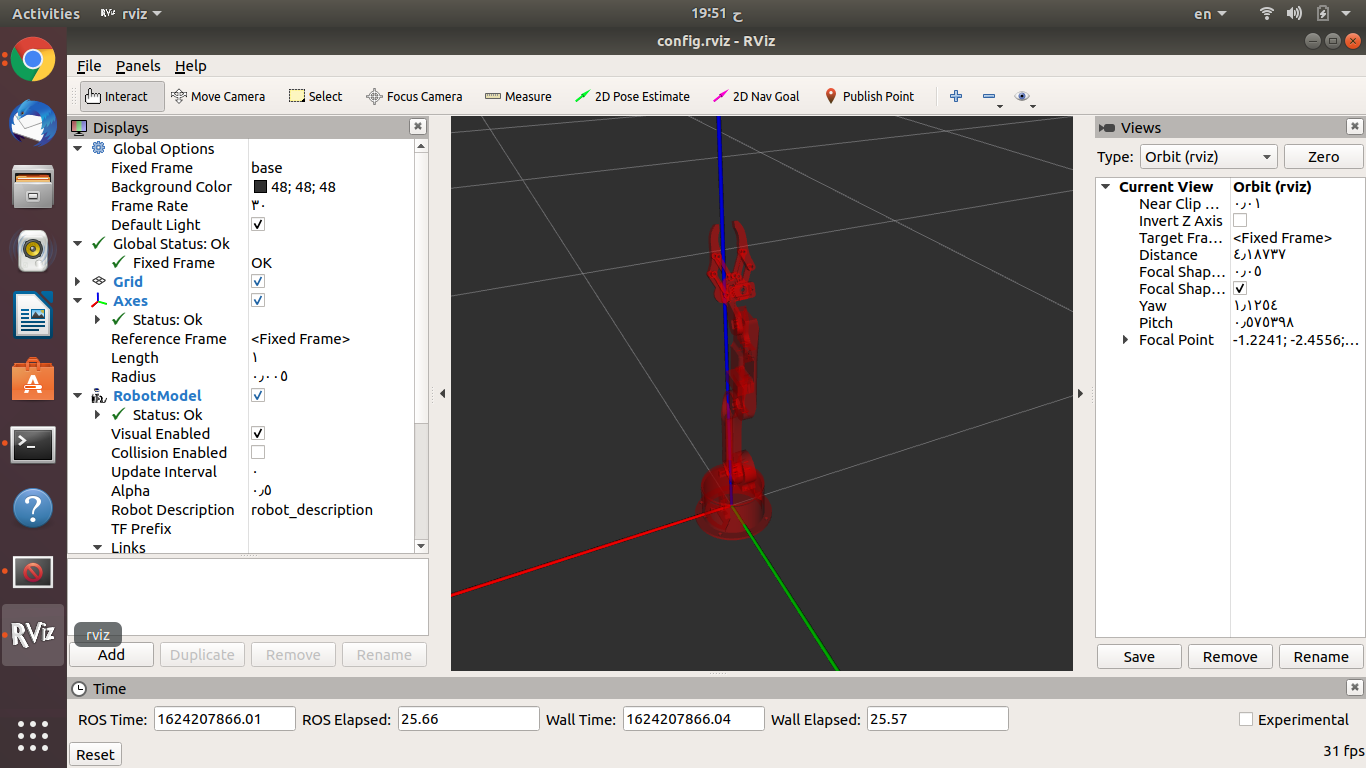 Activities rviz 19:51 ح en
config.rviz - RViz
File Panels Help
Interact Move Camera Select Focus Camera Measure 2D Pose Estimate 2D Nav Goal Publish Point
Displays
Global Options
Fixed Frame base
Background Color 48; 48; 48
Frame Rate ٣٠
Default Light
Global Status: Ok
Fixed Frame OK
Grid
Axes
Status: Ok
Reference Frame <Fixed Frame>
Length ١
Radius ٠٫٠٠٥
RobotModel
Status: Ok
Visual Enabled
Collision Enabled
Update Interval ٠
Alpha ٠٫٥
Robot Description robot_description
TF Prefix
Links
RViz
rviz
Add Duplicate Remove Rename
Views
Type: Orbit (rviz) Zero
Current View Orbit (rviz)
Near Clip ... ٠٫٠١
Invert Z Axis
Target Fra... <Fixed Frame>
Distance ٤٫١٨٧٣٧
Focal Shap... ٠٫٠٥
Focal Shap...
Yaw ١٫١٢٥٤
Pitch ٠٫٥٧٥٣٩٨
Focal Point -1.2241; -2.4556;...
Save Remove Rename
Time
ROS Time: 1624207866.01 ROS Elapsed: 25.66 Wall Time: 1624207866.04 Wall Elapsed: 25.57 Experimental
Reset 31 fps